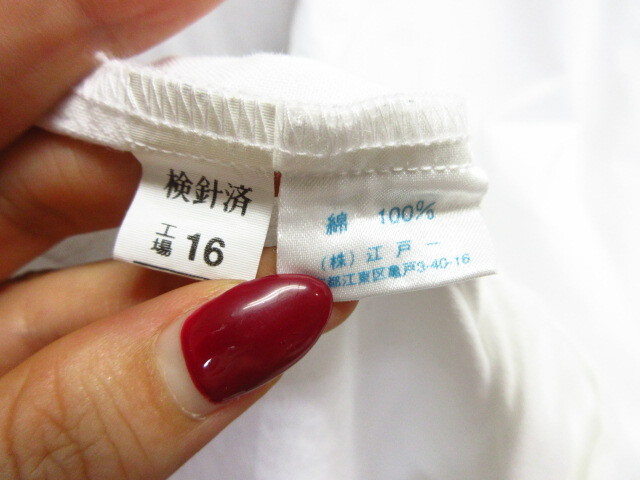 検針済
工場 16
綿 100%
(株)江戸一
都江東区亀戸3-40-16